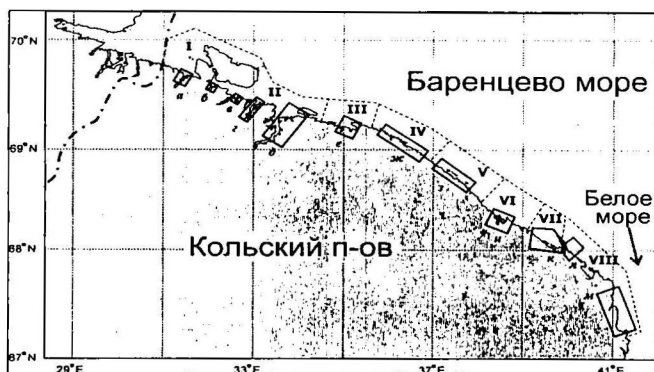 70°N
I
Баренцево море
II
III
69°N
IV
V
Белое
море
VI
VII
68°N
Кольский п-ов
VIII
67°N
29°E
33°E
37°E
41°E
а
б
в
г
д
е
ж
з
и
к
л
м